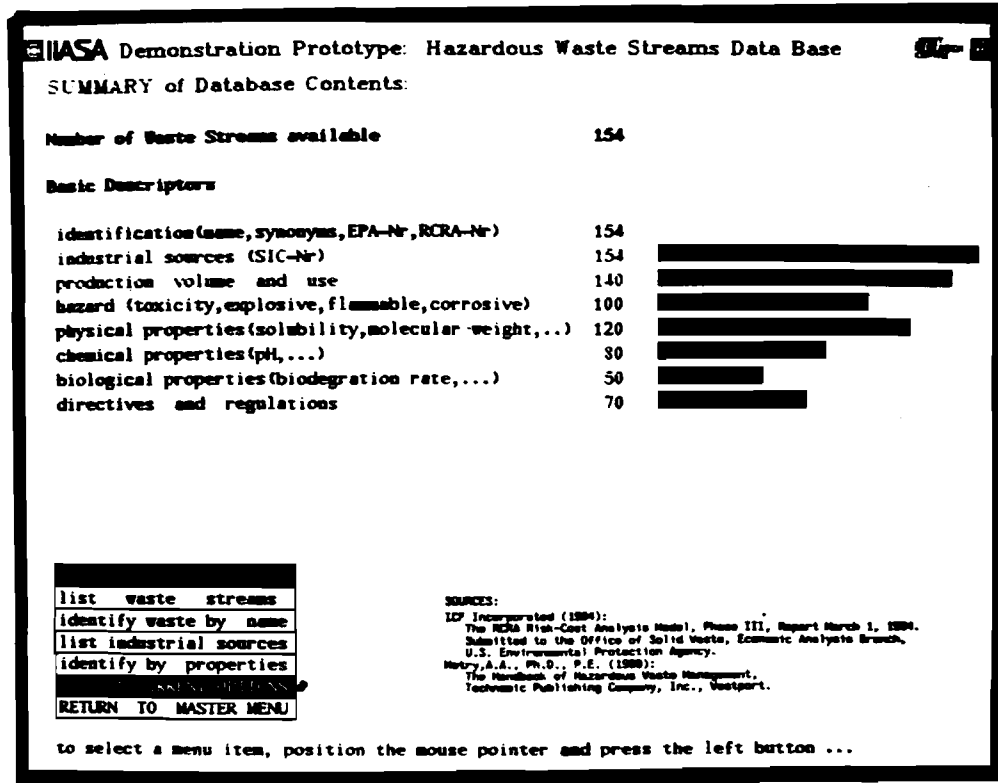 IIASA Demonstration Prototype: Hazardous Waste Streams Data Base
SUMMARY of Database Contents:
Number of Waste Streams available 154
Basic Descriptors
identification(name,synonyms,EPA-Nr,RCRA-Nr) 154
industrial sources (SIC-Nr) 154
production volume and use 140
hazard (toxicity,explosive,flammable,corrosive) 100
physical properties(solubility,molecular weight,..) 120
chemical properties(pH,...) 80
biological properties(biodegration rate,...) 50
directives and regulations 70
list waste streams
identify waste by name
list industrial sources
identify by properties
OPTIONS
RETURN TO MASTER MENU
SOURCES:
ICF Incorporated (1984):
The RCRA Risk-Cost Analysis Model, Phase III, Report March 1, 1984.
Submitted to the Office of Solid Waste, Economic Analysis Branch,
U.S. Environmental Protection Agency.
Metry,A.A., Ph.D., P.E. (1980):
The Handbook of Hazardous Waste Management,
Technomic Publishing Company, Inc., Westport.
to select a menu item, position the mouse pointer and press the left button ...